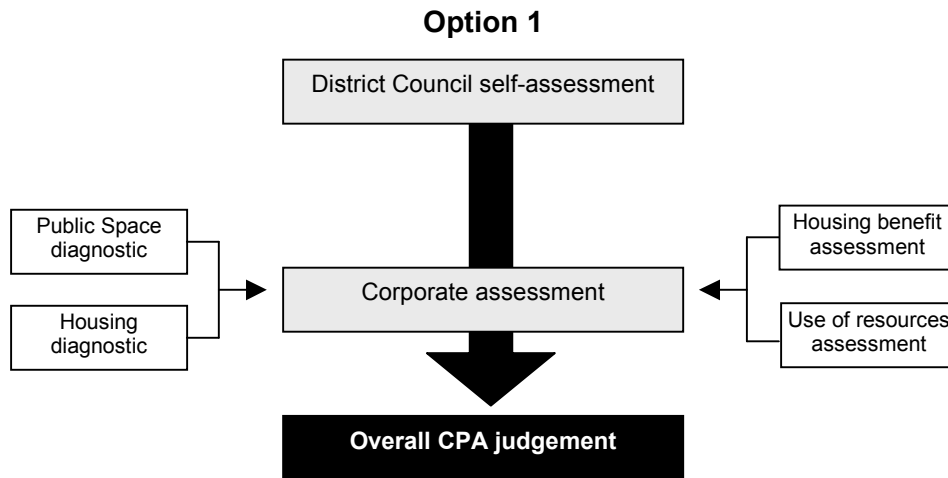 Option 1
District Council self-assessment
Public Space
diagnostic
Housing
diagnostic
Corporate assessment
Housing benefit
assessment
Use of resources
assessment
Overall CPA judgement